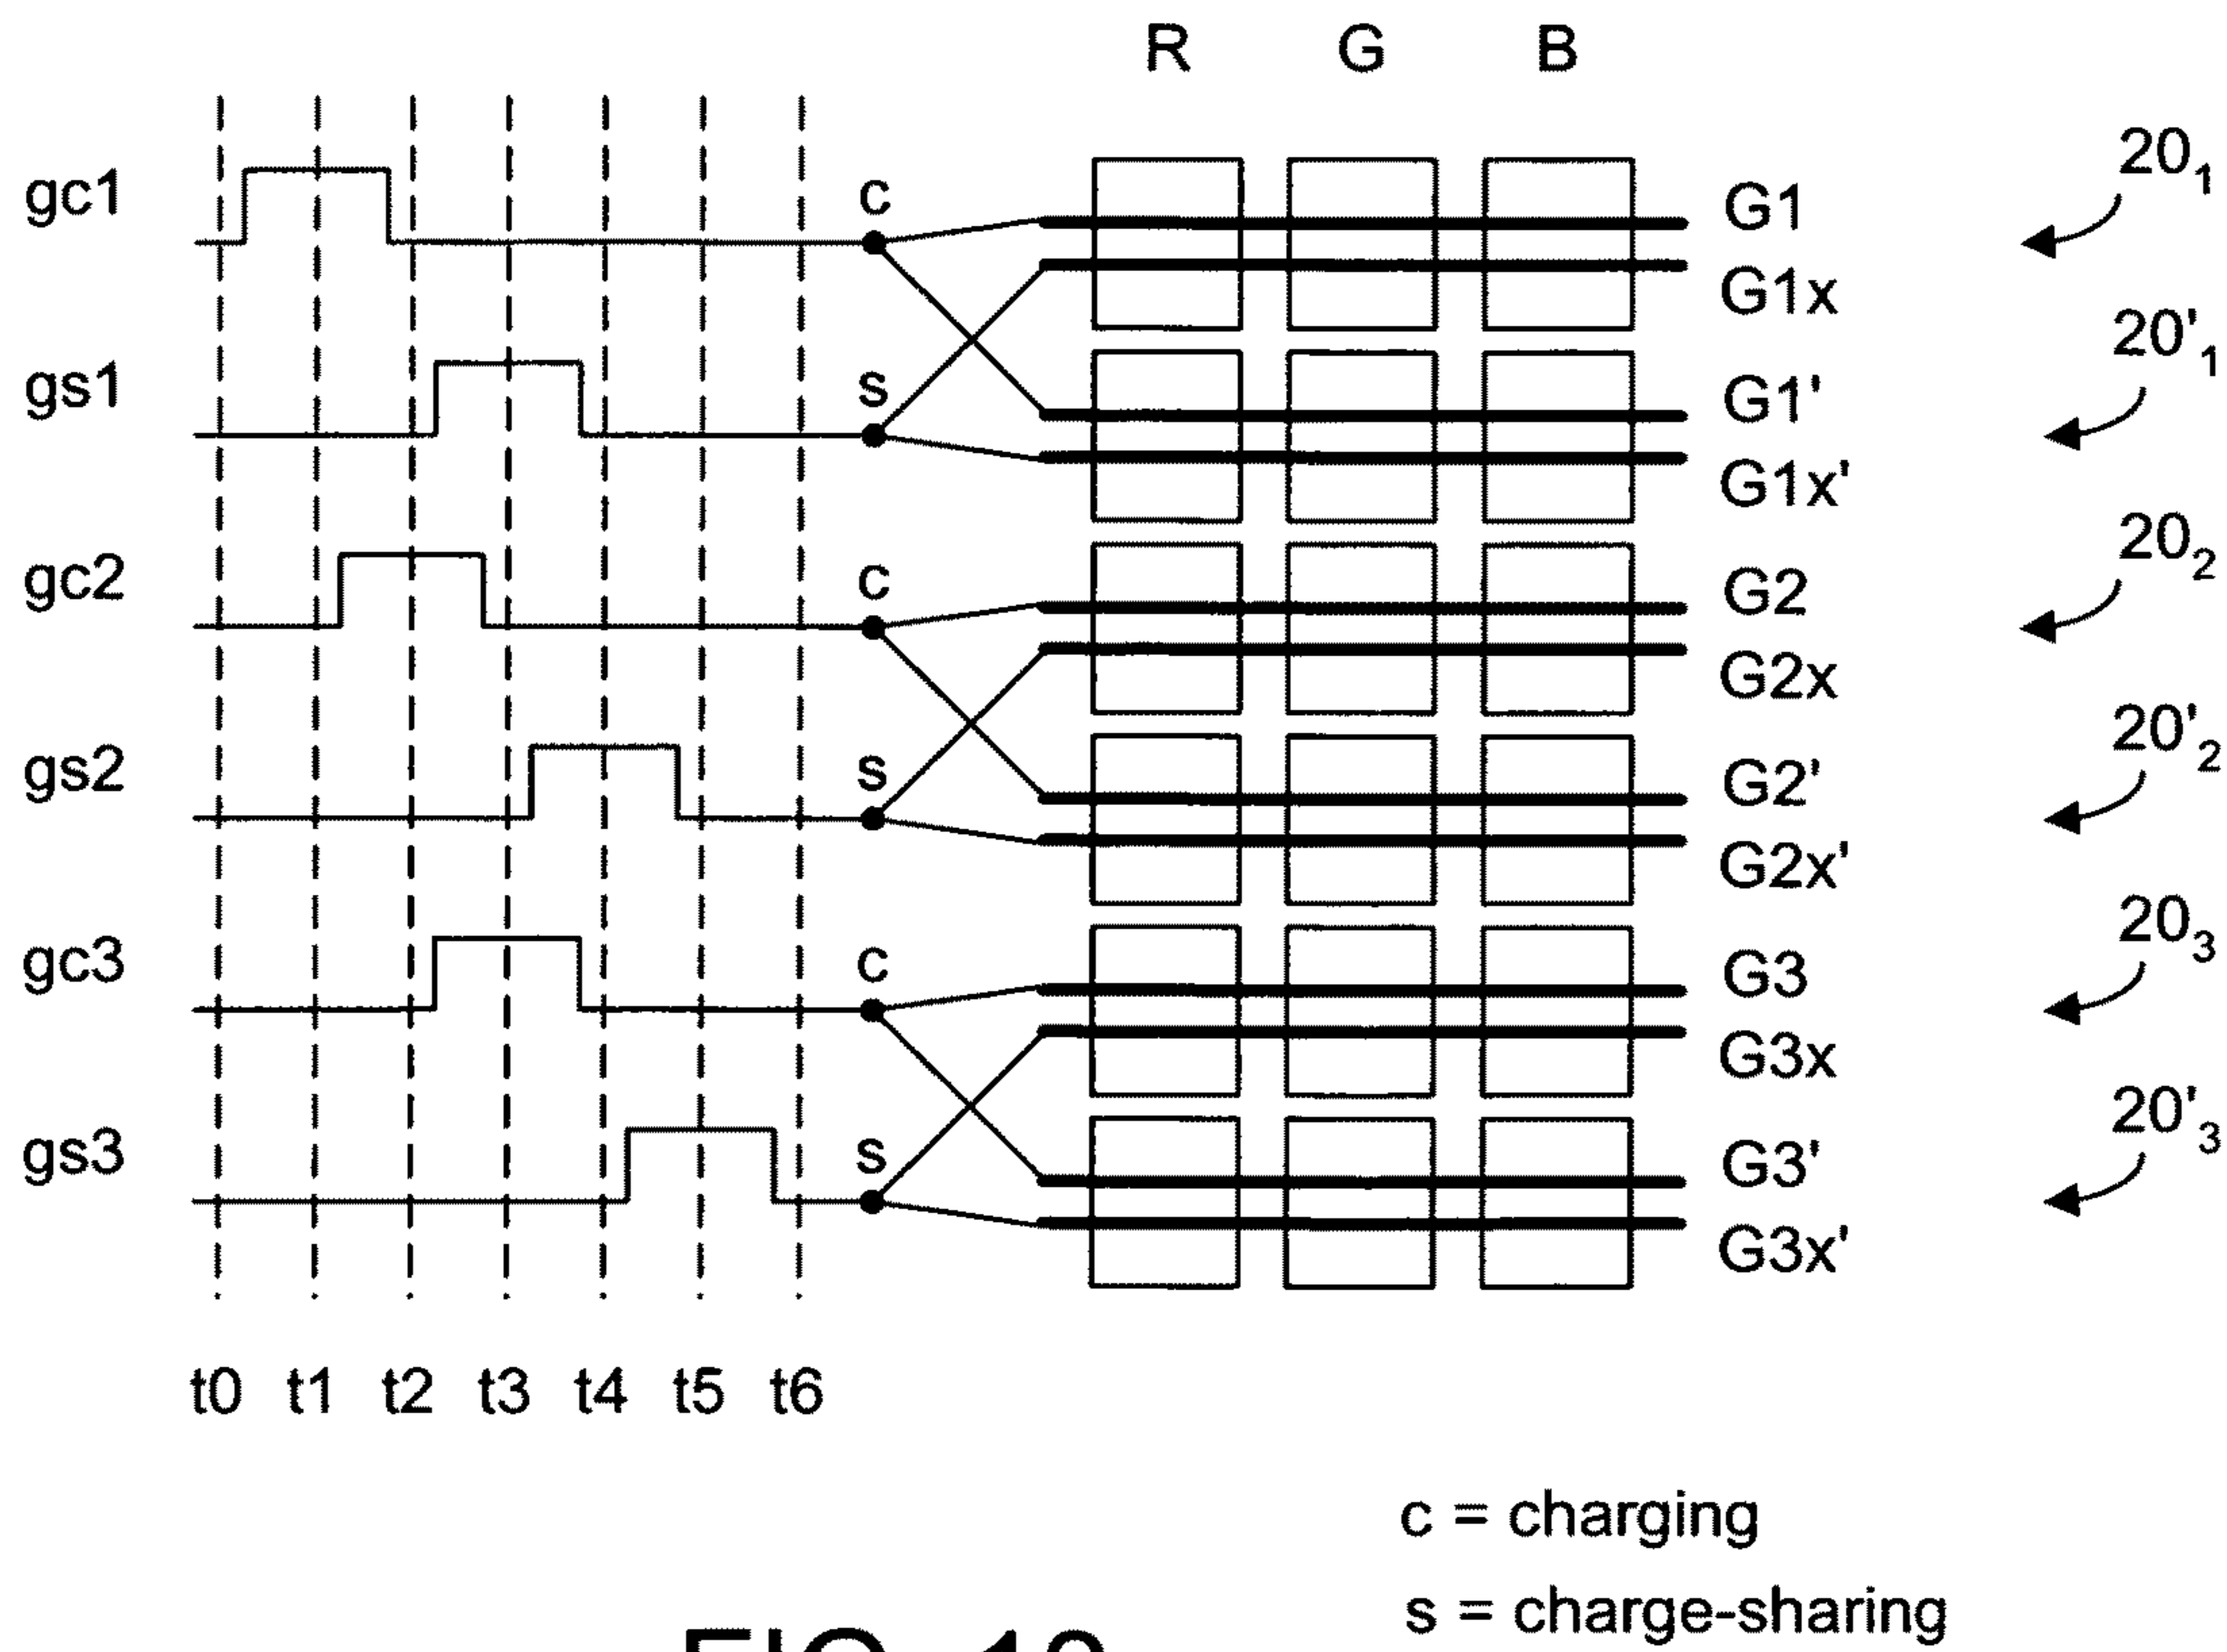 R G B
gc1 c G1 20₁
G1x
gs1 s G1' 20'₁
G1x'
gc2 c G2 20₂
G2x
gs2 s G2' 20'₂
G2x'
gc3 c G3 20₃
G3x
gs3 s G3' 20'₃
G3x'
t0 t1 t2 t3 t4 t5 t6
c = charging
s = charge-sharing